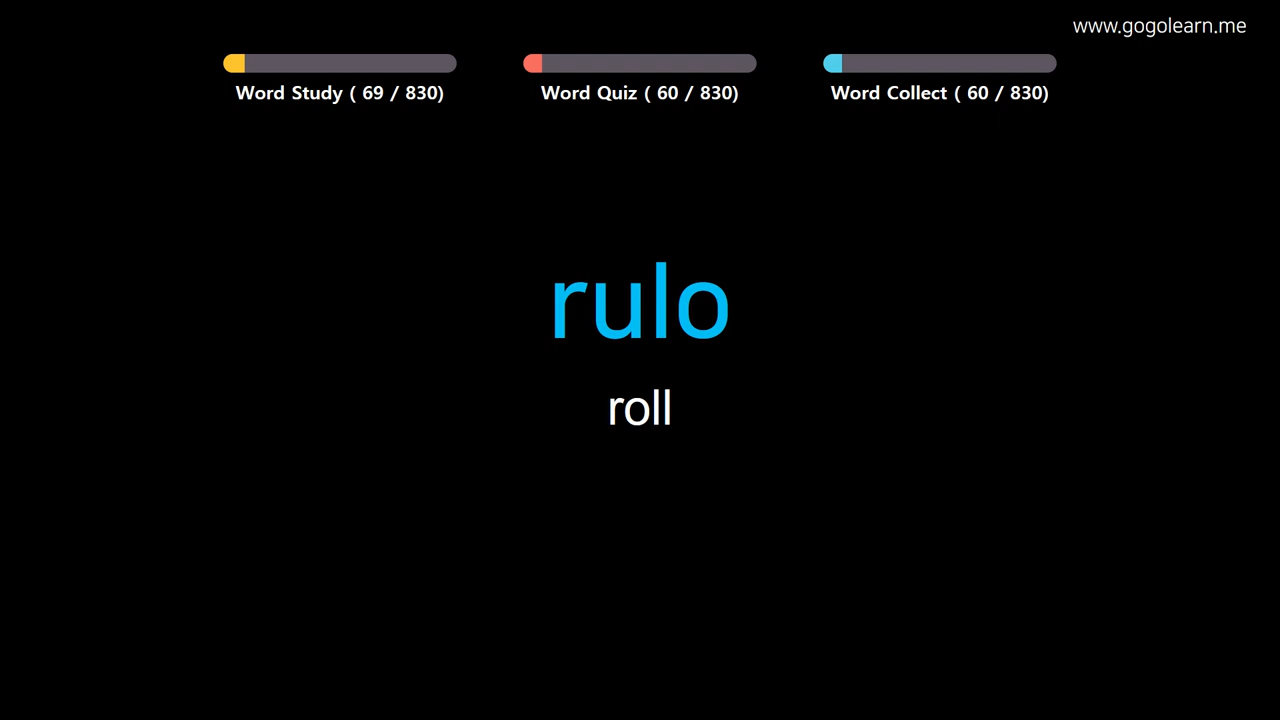 www.gogolearn.me
Word Study ( 69 / 830)
Word Quiz ( 60 / 830)
Word Collect ( 60 / 830)
rulo
roll